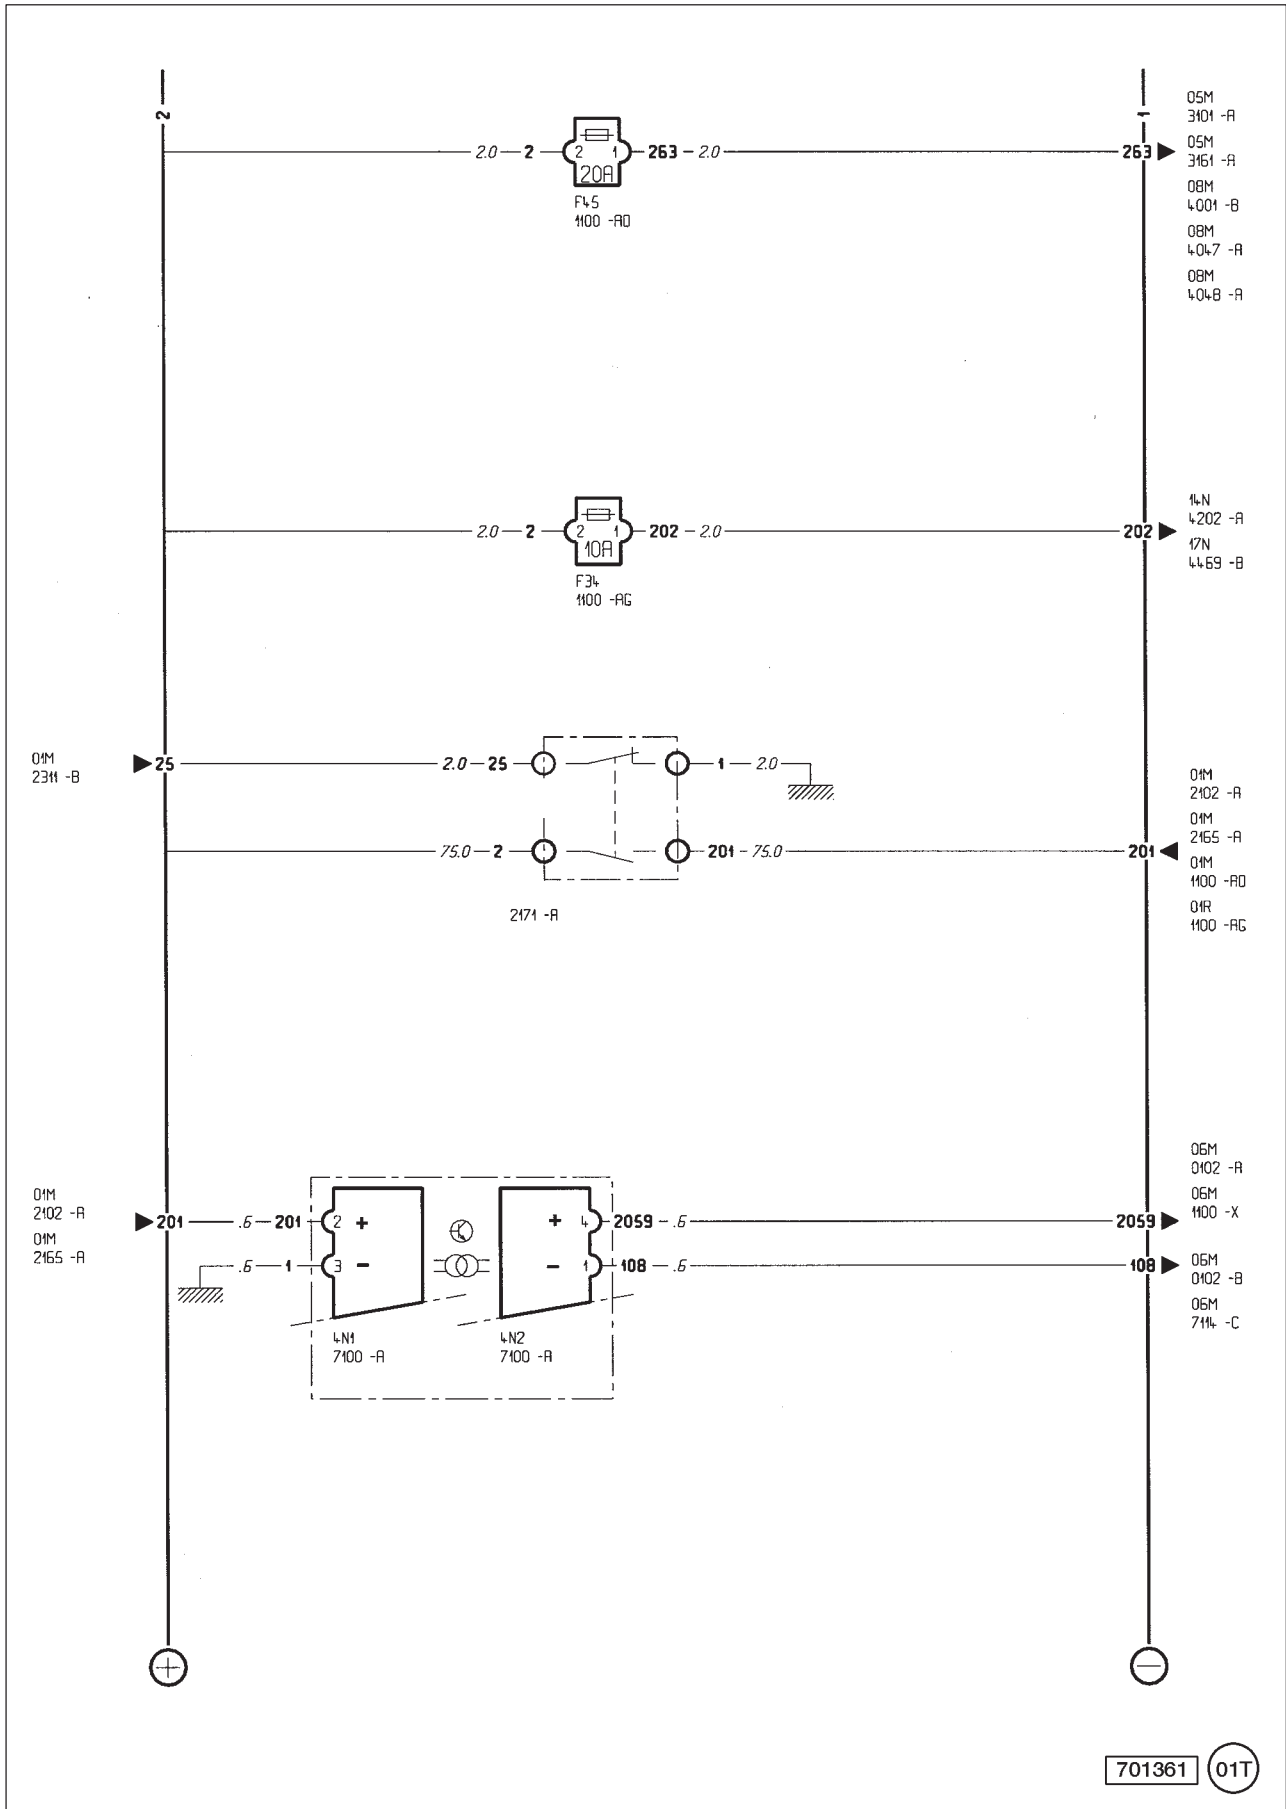 2
1
05M
3101 -A
2.0 2
2 1
263 2.0
263
05M
3161 -A
20A
F45
1100 -AD
08M
4001 -B
08M
4047 -A
08M
4048 -A
2.0 2
2 1
202 2.0
202
10A
F34
1100 -AG
14N
4202 -A
17N
4469 -B
01M
2311 -B
25
2.0 25
1 2.0
75.0 2
201 75.0
201
2171 -A
01M
2102 -A
01M
2165 -A
01M
1100 -AD
01R
1100 -AG
01M
2102 -A
01M
2165 -A
201
.6 201
2 +
+ 4
2059 .6
2059
.6 1
3 −
− 1
108 .6
108
4N1
7100 -A
4N2
7100 -A
06M
0102 -A
06M
1100 -X
06M
0102 -B
06M
7114 -C
+
−
701361
01T